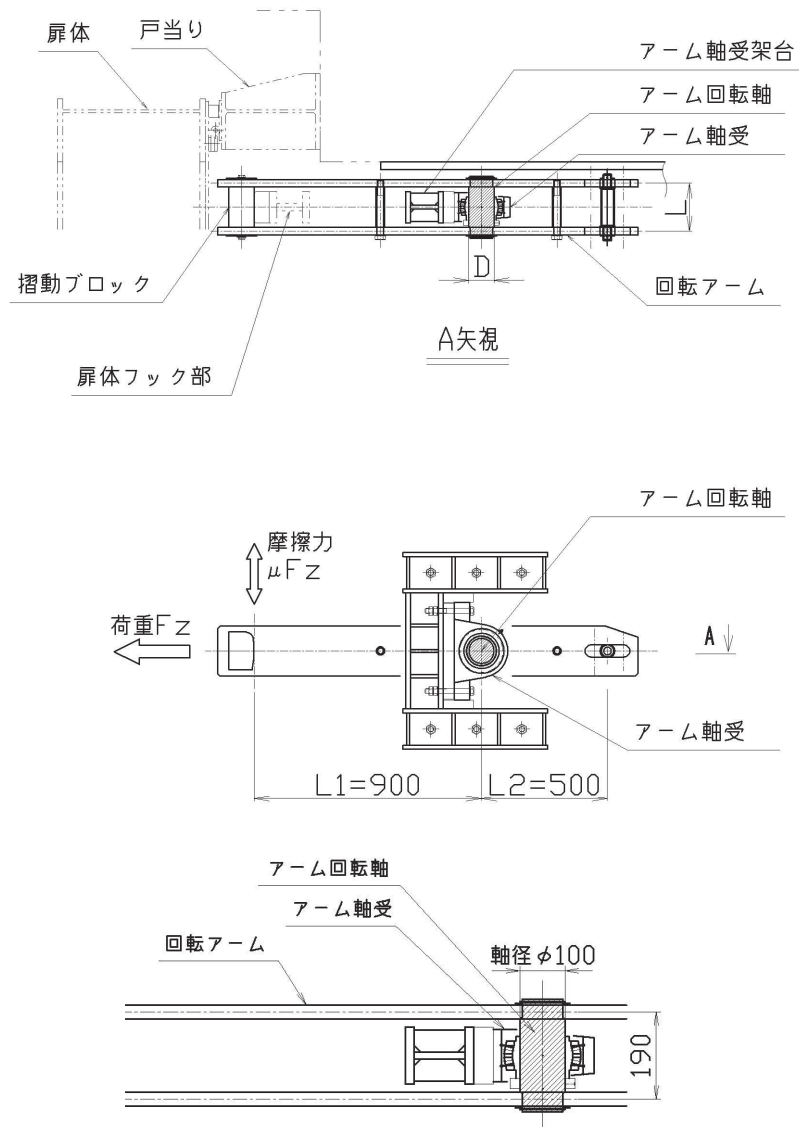 扉体
戸当り
アーム軸受架台
アーム回転軸
アーム軸受
L
D
摺動ブロック
回転アーム
A矢視
扉体フック部
アーム回転軸
摩擦力
μFz
荷重Fz
A
アーム軸受
L1=900
L2=500
アーム回転軸
アーム軸受
回転アーム
軸径φ100
190